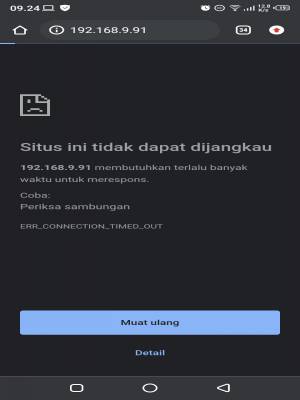 09.24
192.168.9.91
34
Situs ini tidak dapat dijangkau
192.168.9.91 membutuhkan terlalu banyak
waktu untuk merespons.
Coba:
Periksa sambungan
ERR_CONNECTION_TIMED_OUT
Muat ulang
Detail